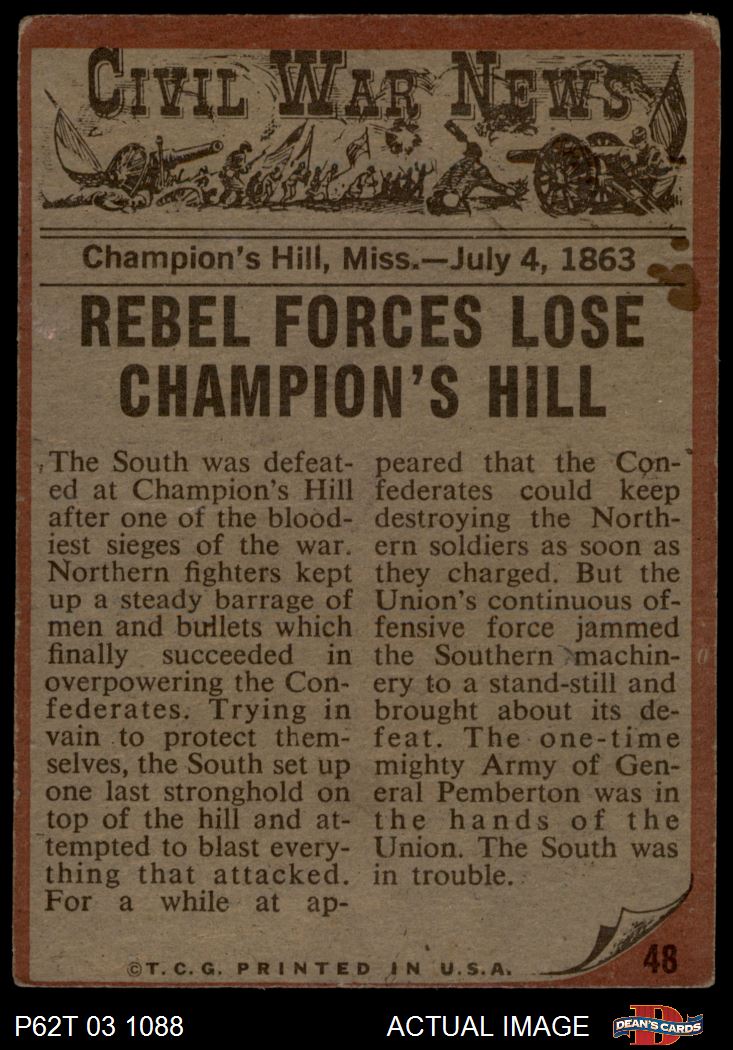 CIVIL WAR NEWS
Champion's Hill, Miss.—July 4, 1863
REBEL FORCES LOSE
CHAMPION'S HILL
The South was defeat-
ed at Champion's Hill
after one of the blood-
iest sieges of the war.
Northern fighters kept
up a steady barrage of
men and bullets which
finally succeeded in
overpowering the Con-
federates. Trying in
vain to protect them-
selves, the South set up
one last stronghold on
top of the hill and at-
tempted to blast every-
thing that attacked.
For a while at ap-
peared that the Con-
federates could keep
destroying the North-
ern soldiers as soon as
they charged. But the
Union's continuous of-
fensive force jammed
the Southern machin-
ery to a stand-still and
brought about its de-
feat. The one-time
mighty Army of Gen-
eral Pemberton was in
the hands of the
Union. The South was
in trouble.
©T.C.G. PRINTED IN U.S.A.
48
P62T 03 1088
ACTUAL IMAGE
D
DEAN'S CARDS